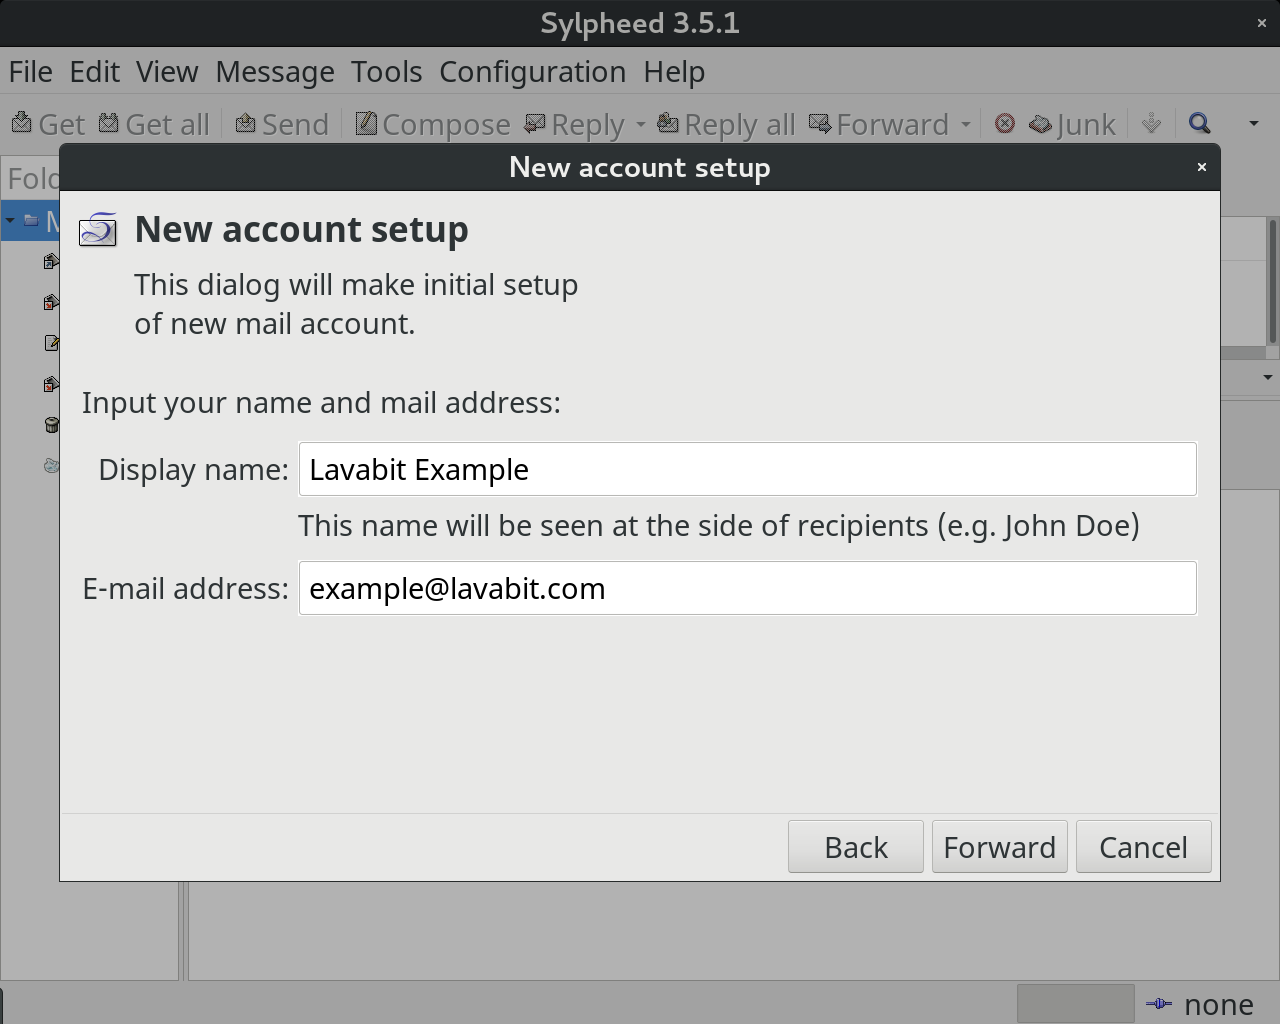 Sylpheed 3.5.1
File Edit View Message Tools Configuration Help
Get Get all Send Compose Reply Reply all Forward Junk
New account setup
New account setup
This dialog will make initial setup
of new mail account.
Input your name and mail address:
Display name: Lavabit Example
This name will be seen at the side of recipients (e.g. John Doe)
E-mail address: example@lavabit.com
Back Forward Cancel
none